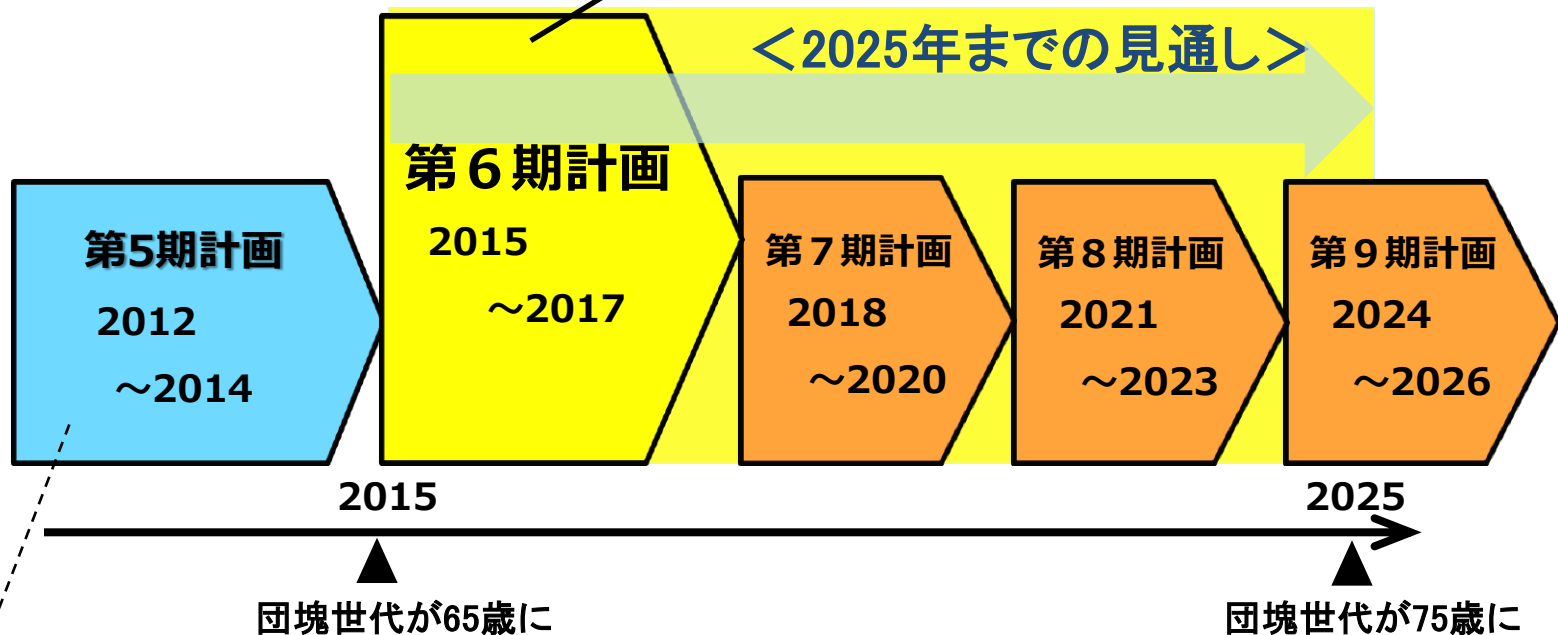 ＜2025年までの見通し＞
第5期計画
2012
～2014
第６期計画
2015
～2017
第７期計画
2018
～2020
第８期計画
2021
～2023
第９期計画
2024
～2026
2015
2025
団塊世代が65歳に
団塊世代が75歳に